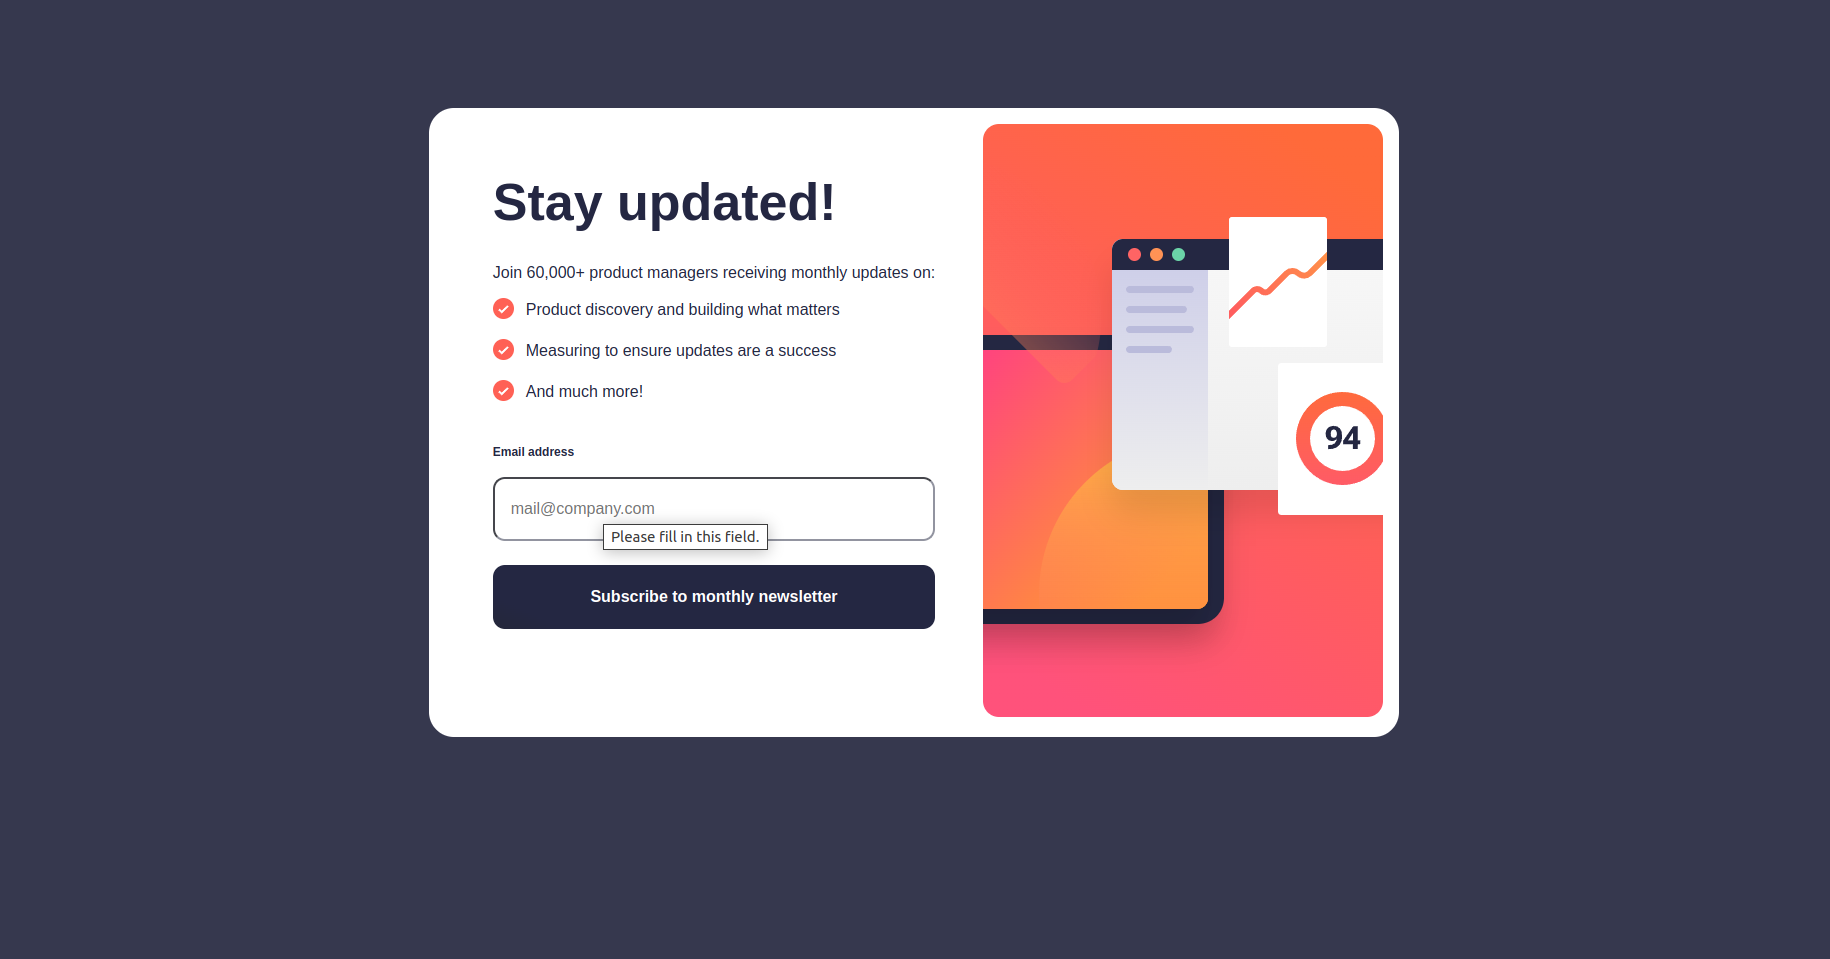 Stay updated!
Join 60,000+ product managers receiving monthly updates on:
Product discovery and building what matters
Measuring to ensure updates are a success
And much more!
Email address
mail@company.com
Please fill in this field.
Subscribe to monthly newsletter
94